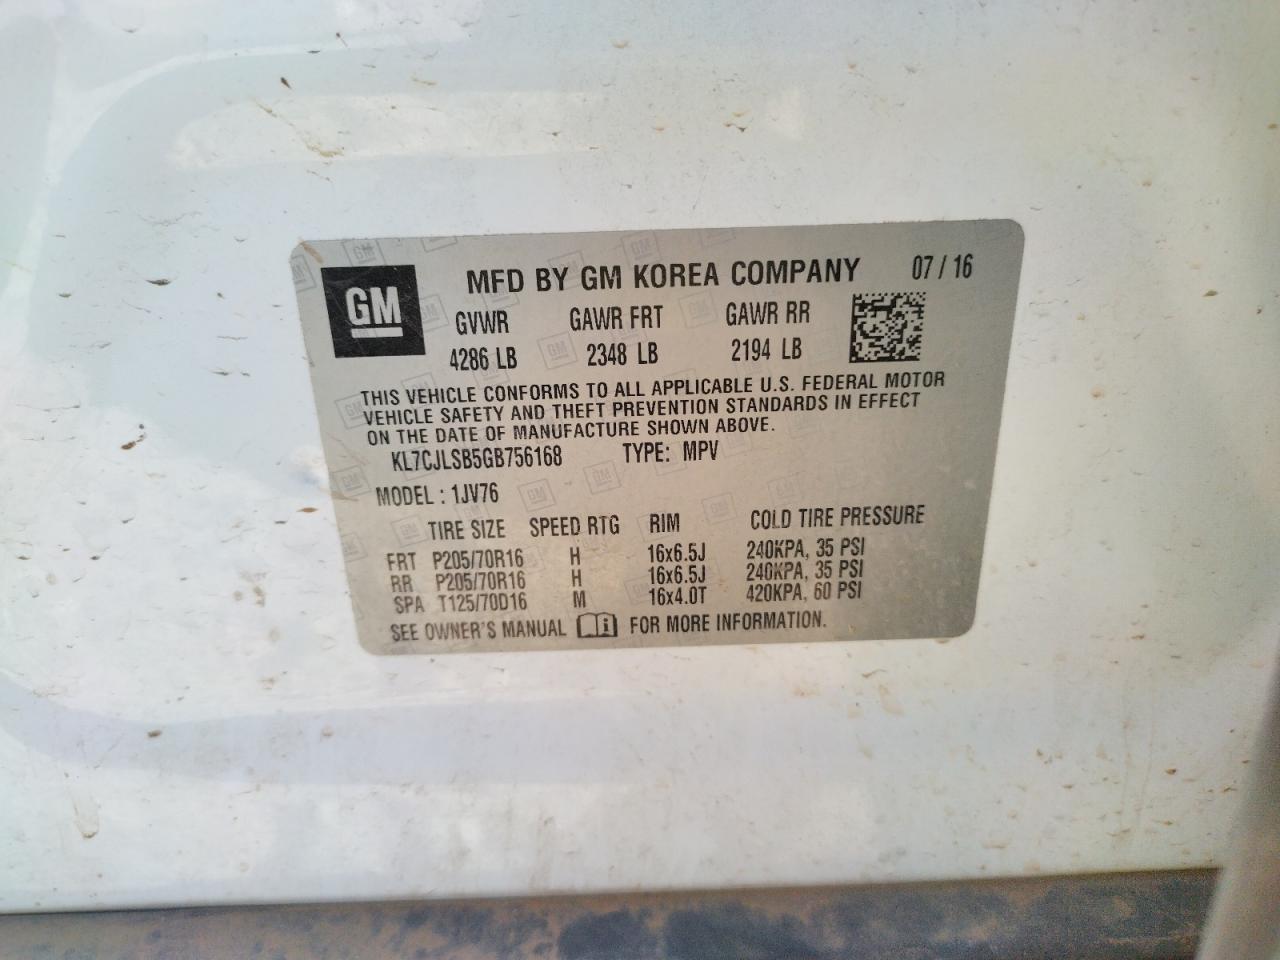 GM
MFD BY GM KOREA COMPANY 07 / 16
GVWR GAWR FRT GAWR RR
4286 LB 2348 LB 2194 LB
THIS VEHICLE CONFORMS TO ALL APPLICABLE U.S. FEDERAL MOTOR
VEHICLE SAFETY AND THEFT PREVENTION STANDARDS IN EFFECT
ON THE DATE OF MANUFACTURE SHOWN ABOVE.
KL7CJLSB5GB756168 TYPE: MPV
MODEL : 1JV76
TIRE SIZE SPEED RTG RIM COLD TIRE PRESSURE
FRT P205/70R16 H 16x6.5J 240KPA, 35 PSI
RR P205/70R16 H 16x6.5J 240KPA, 35 PSI
SPA T125/70D16 M 16x4.0T 420KPA, 60 PSI
SEE OWNER'S MANUAL i FOR MORE INFORMATION.